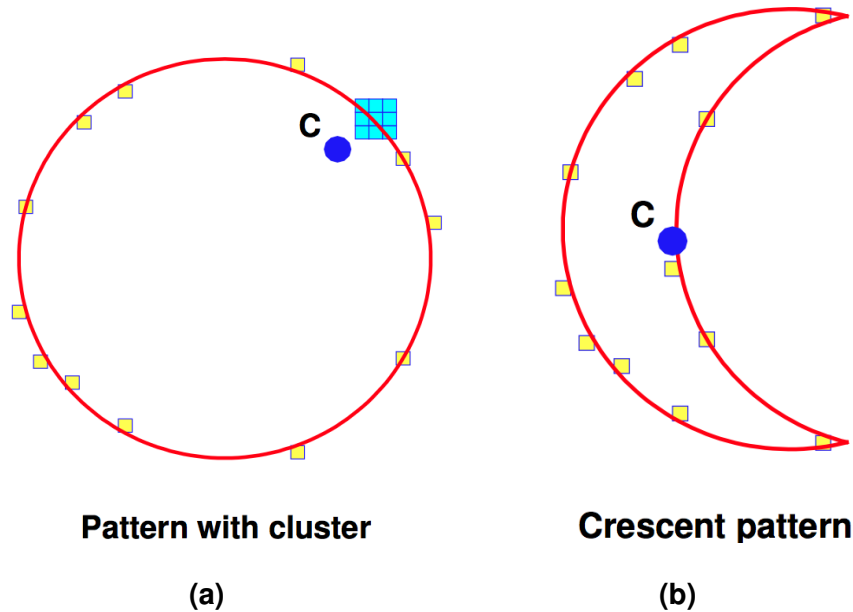 C
C
Pattern with cluster
Crescent pattern
(a)
(b)